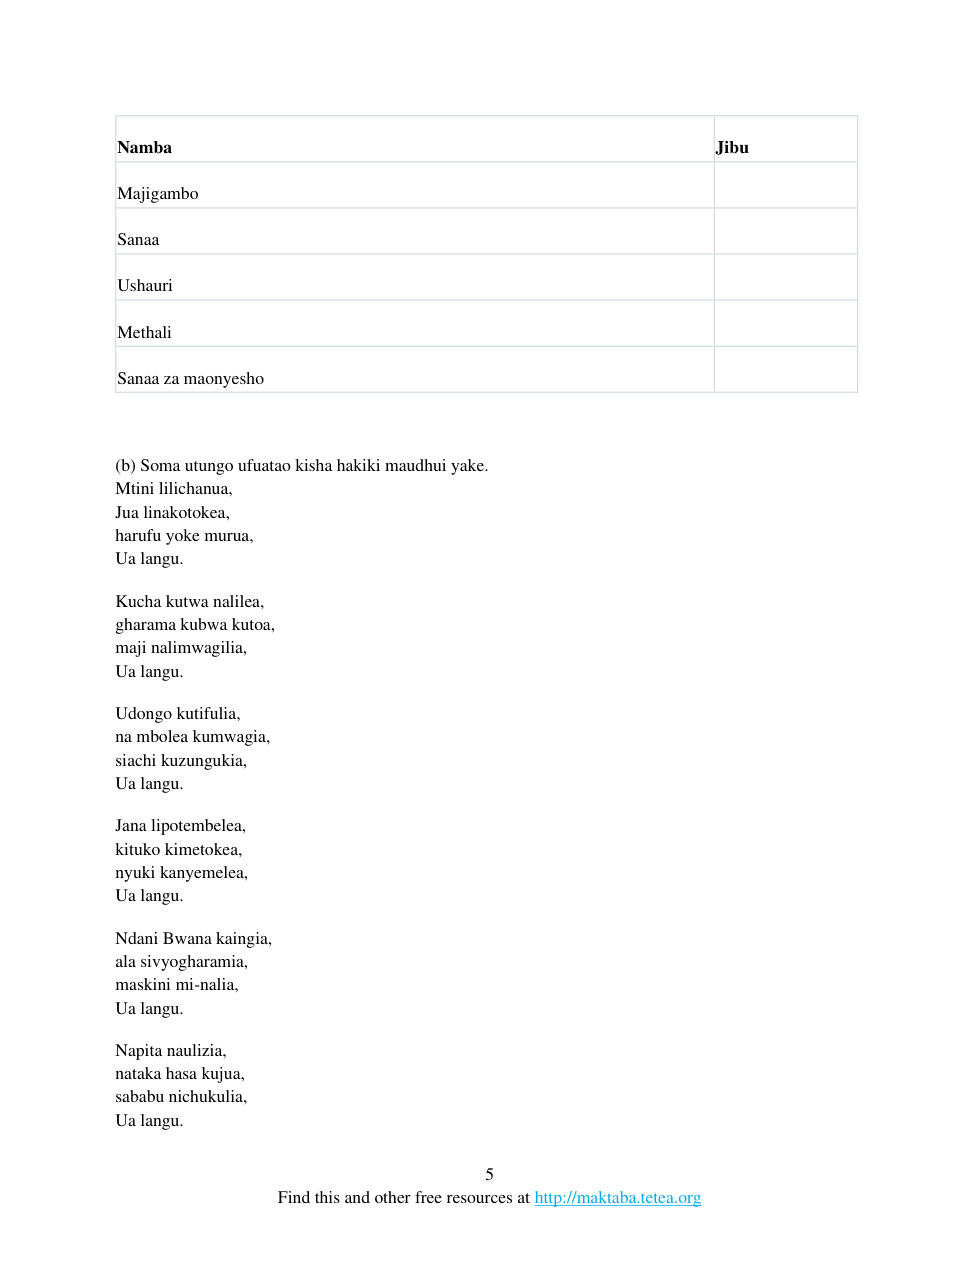 Namba Jibu
Majigambo
Sanaa
Ushauri
Methali
Sanaa za maonyesho
(b) Soma utungo ufuatao kisha hakiki maudhui yake.
Mtini lilichanua,
Jua linakotokea,
harufu yoke murua,
Ua langu.
Kucha kutwa nalilea,
gharama kubwa kutoa,
maji nalimwagilia,
Ua langu.
Udongo kutifulia,
na mbolea kumwagia,
siachi kuzungukia,
Ua langu.
Jana lipotembelea,
kituko kimetokea,
nyuki kanyemelea,
Ua langu.
Ndani Bwana kaingia,
ala sivyogharamia,
maskini mi-nalia,
Ua langu.
Napita naulizia,
nataka hasa kujua,
sababu nichukulia,
Ua langu.
5
Find this and other free resources at http://maktaba.tetea.org